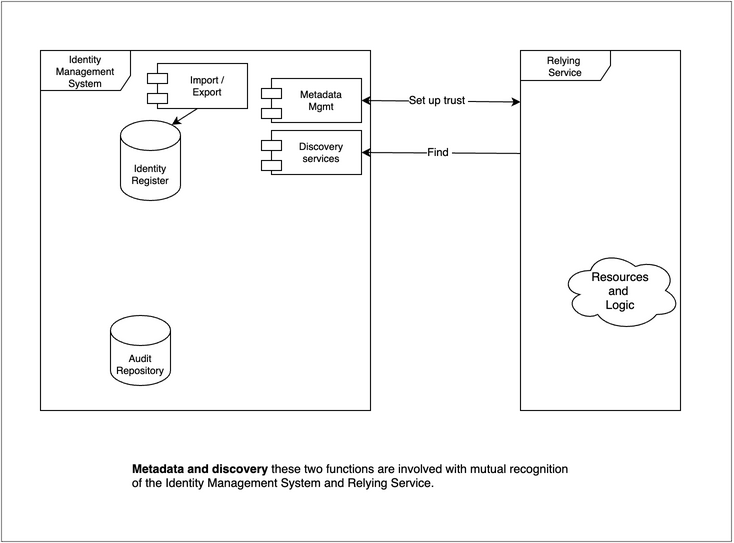 Identity
Management
System
Import /
Export
Metadata
Mgmt
Discovery
services
Identity
Register
Audit
Repository
Set up trust
Find
Relying
Service
Resources
and
Logic
Metadata and discovery these two functions are involved with mutual recognition
of the Identity Management System and Relying Service.